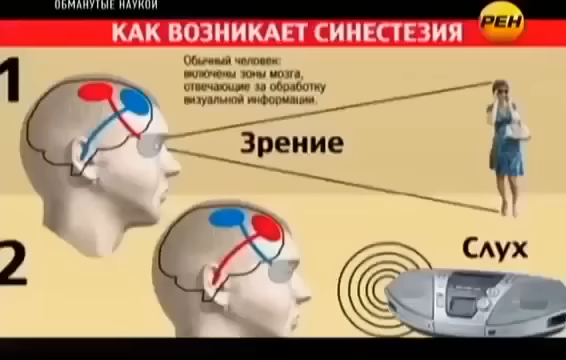 ОБМАНУТЫЕ НАУКОЙ
КАК ВОЗНИКАЕТ СИНЕСТЕЗИЯ
РЕН
1
Обычный человек:
включены зоны мозга,
отвечающие за обработку
визуальной информации.
Зрение
2
Слух